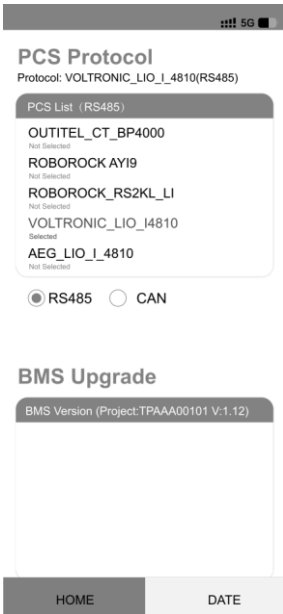 5G
PCS Protocol
Protocol: VOLTRONIC_LIO_I_4810(RS485)
PCS List（RS485）
OUTITEL_CT_BP4000
Not Selected
ROBOROCK AYI9
Not Selected
ROBOROCK_RS2KL_LI
Not Selected
VOLTRONIC_LIO_I4810
Selected
AEG_LIO_I_4810
Not Selected
RS485 CAN
BMS Upgrade
BMS Version (Project:TPAAA00101 V:1.12)
HOME DATE